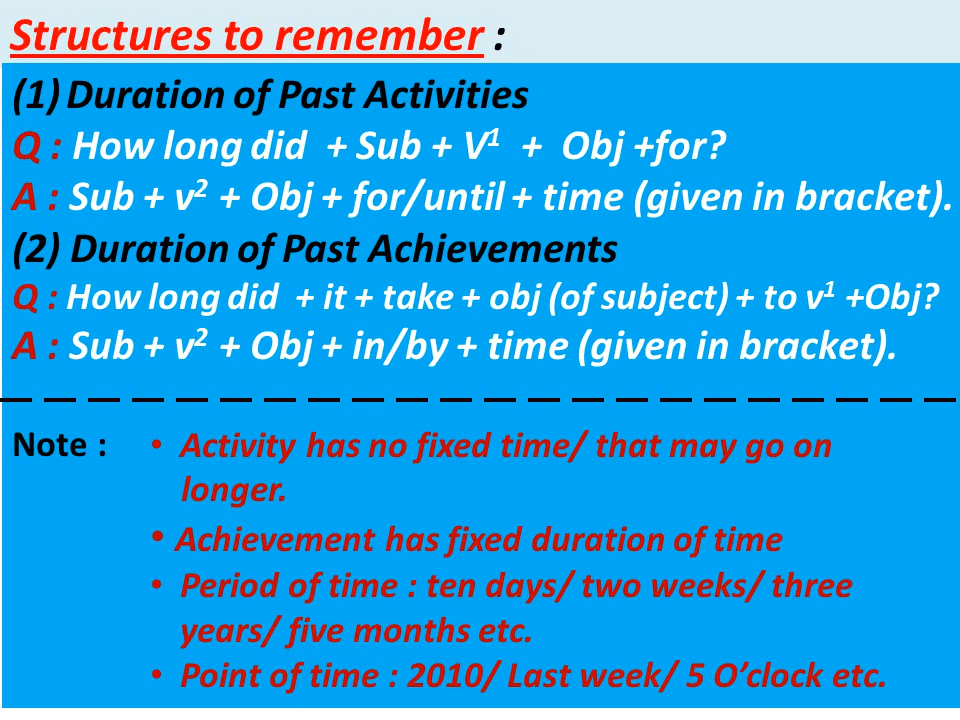 Structures to remember :
(1) Duration of Past Activities
Q : How long did + Sub + V¹ + Obj +for?
A : Sub + v² + Obj + for/until + time (given in bracket).
(2) Duration of Past Achievements
Q : How long did + it + take + obj (of subject) + to v¹ +Obj?
A : Sub + v² + Obj + in/by + time (given in bracket).
Note : • Activity has no fixed time/ that may go on
longer.
• Achievement has fixed duration of time
• Period of time : ten days/ two weeks/ three
years/ five months etc.
• Point of time : 2010/ Last week/ 5 O’clock etc.